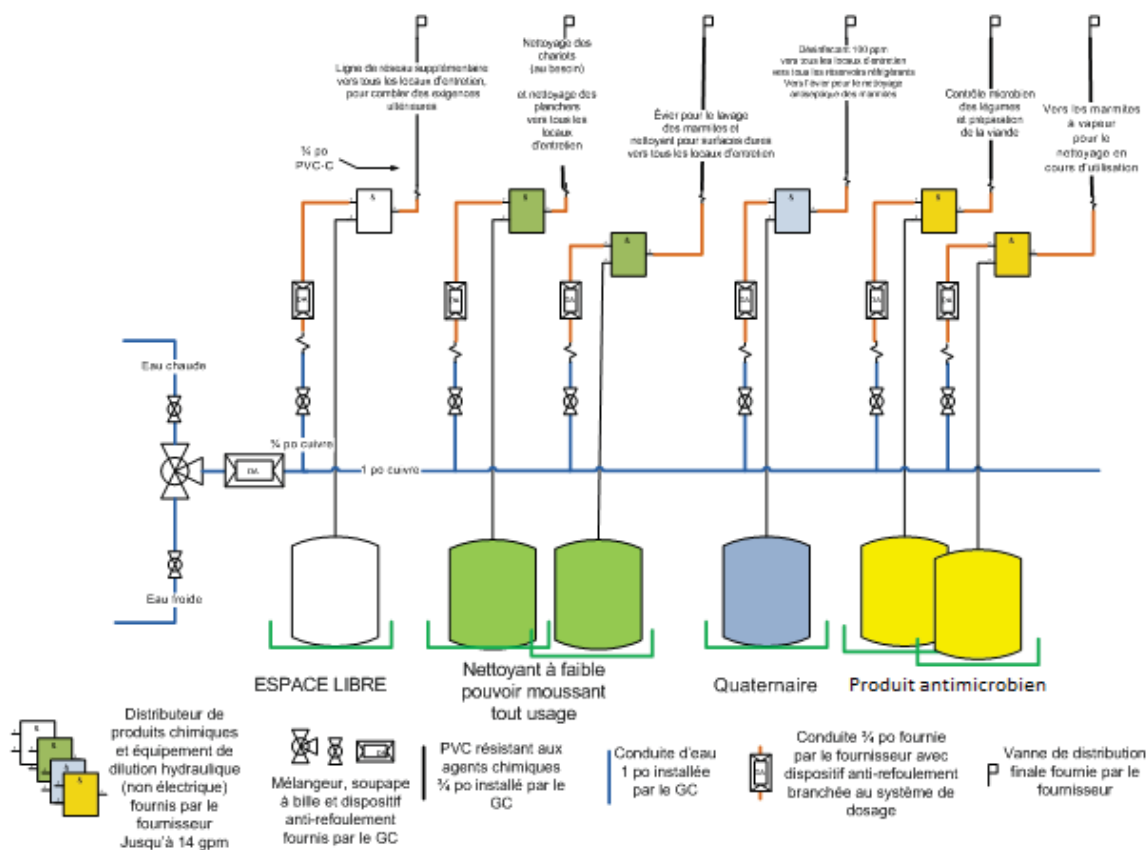 Ligne de réseau supplémentaire
vers tous les locaux d'entretien,
pour combler des exigences
ultérieures
Nettoyage des
chariots
(au besoin)
et nettoyage des
planchers
vers tous les
locaux
d'entretien
Évier pour le lavage
des marmites et
nettoyant pour surfaces dures
vers tous les locaux d'entretien
Désinfectant 100 ppm
vers tous les locaux d'entretien
vers tous les réservoirs réfrigérants
Vers l'évier pour le nettoyage
antiseptique des marmites
Contrôle microbien
des légumes
et préparation
de la viande
Vers les marmites
à vapeur
pour le
nettoyage en
cours d'utilisation
¾ po
PVC-C
S
S
S
S
DA
DA
DA
DA
DA
DA
Eau chaude
¾ po cuivre
DA
1 po cuivre
Eau froide
ESPACE LIBRE
Nettoyant à faible
pouvoir moussant
tout usage
Quaternaire
Produit antimicrobien
S
Distributeur de
produits chimiques
et équipement de
dilution hydraulique
(non électrique)
fournis par le
fournisseur
Jusqu'à 14 gpm
DA
Mélangeur, soupape
à bille et dispositif
anti-refoulement
fournis par le GC
PVC résistant aux
agents chimiques
¾ po installé par le
GC
Conduite d'eau
1 po installée
par le GC
DA
Conduite ¾ po fournie
par le fournisseur avec
dispositif anti-refoulement
branchée au système de
dosage
Vanne de distribution
finale fournie par le
fournisseur